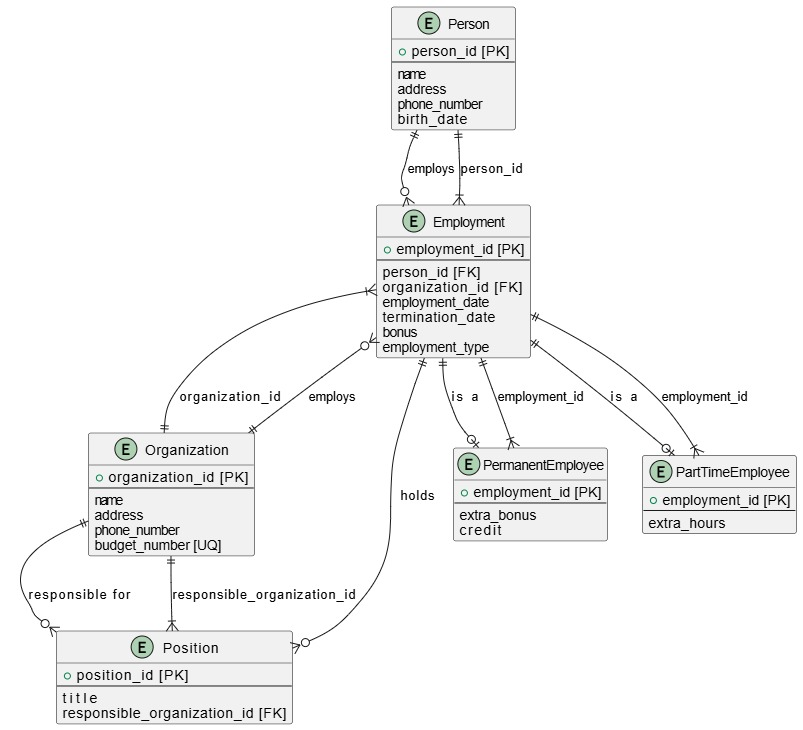 E Person
person_id [PK]
name
address
phone_number
birth_date
employs person_id
E Employment
employment_id [PK]
person_id [FK]
organization_id [FK]
employment_date
termination_date
bonus
employment_type
organization_id employs is a employment_id is a employment_id
E Organization
organization_id [PK]
name
address
phone_number
budget_number [UQ]
holds
E PermanentEmployee
employment_id [PK]
extra_bonus
credit
E PartTimeEmployee
employment_id [PK]
extra_hours
responsible for responsible_organization_id
E Position
position_id [PK]
title
responsible_organization_id [FK]